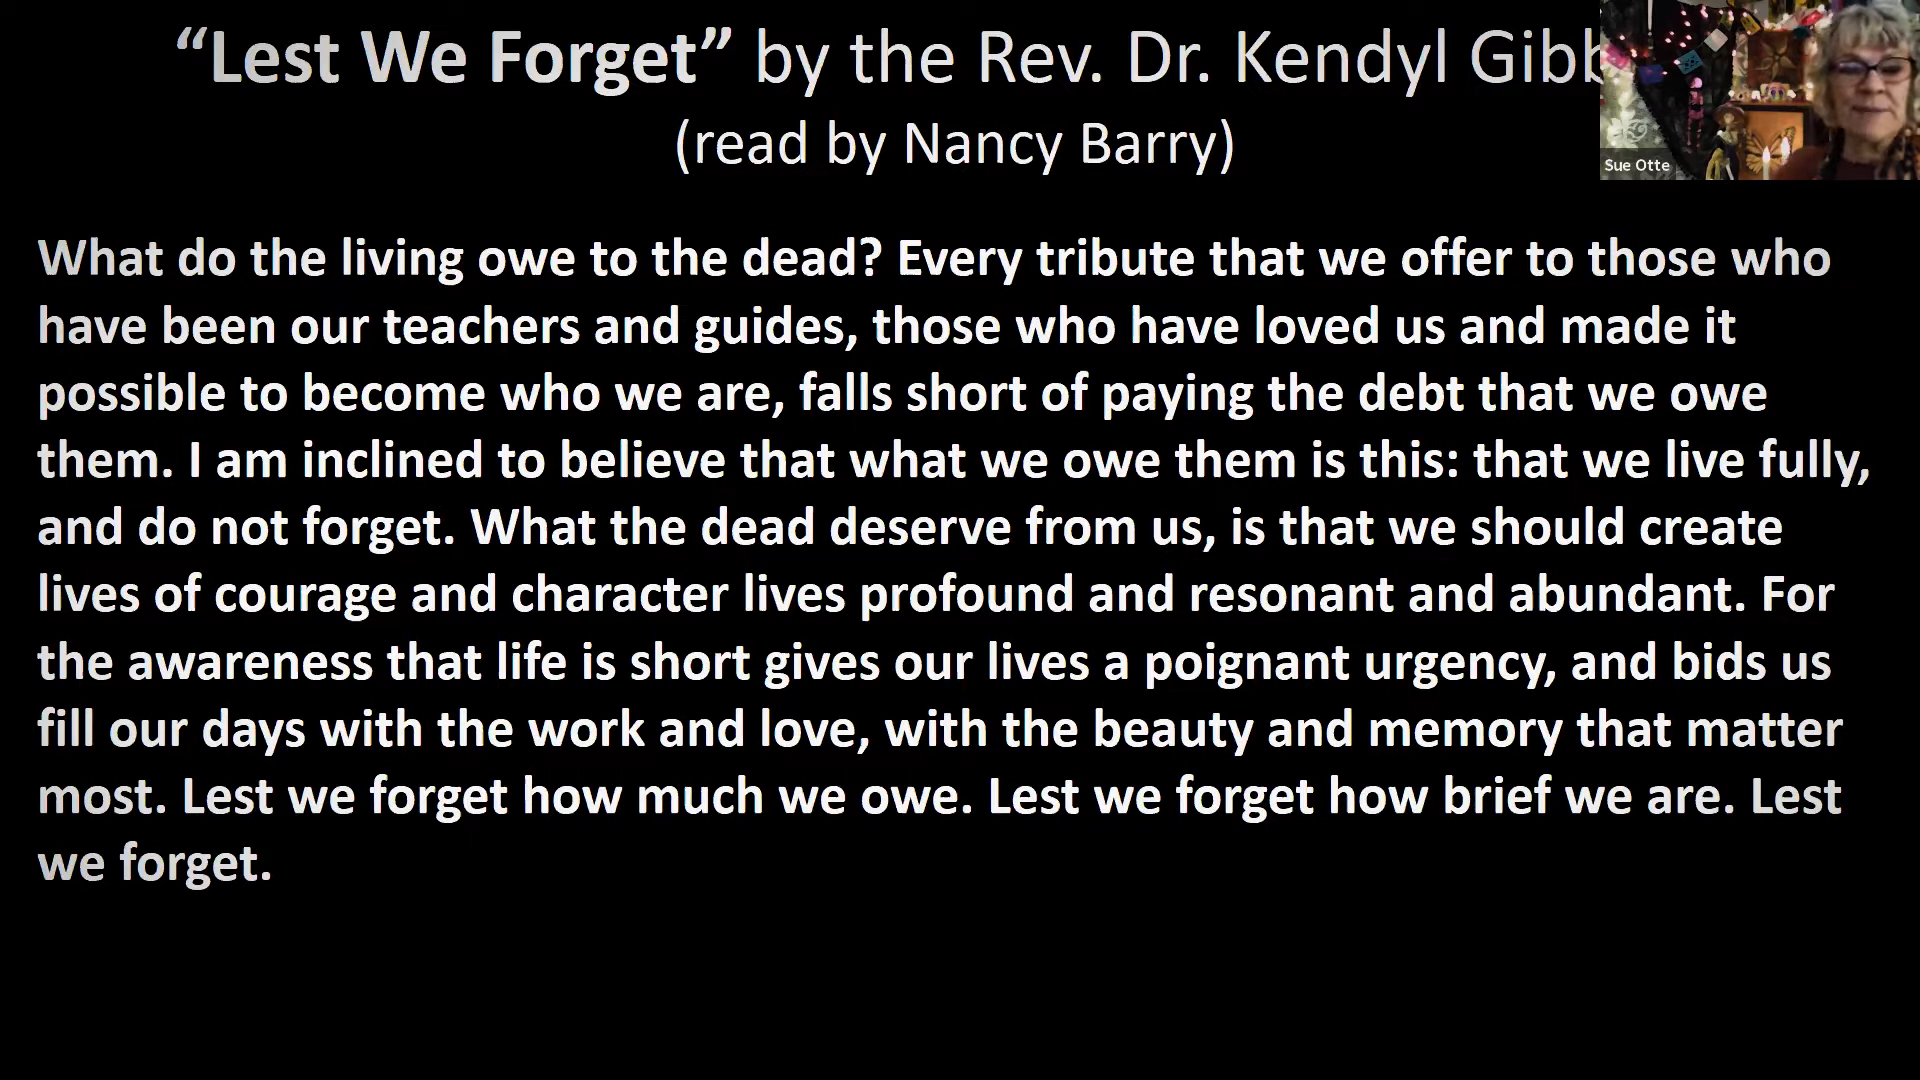 “Lest We Forget” by the Rev. Dr. Kendyl
(read by Nancy Barry)
Sue Otte
What do the living owe to the dead? Every tribute that we offer to those who
have been our teachers and guides, those who have loved us and made it
possible to become who we are, falls short of paying the debt that we owe
them. I am inclined to believe that what we owe them is this: that we live fully,
and do not forget. What the dead deserve from us, is that we should create
lives of courage and character lives profound and resonant and abundant. For
the awareness that life is short gives our lives a poignant urgency, and bids us
fill our days with the work and love, with the beauty and memory that matter
most. Lest we forget how much we owe. Lest we forget how brief we are. Lest
we forget.